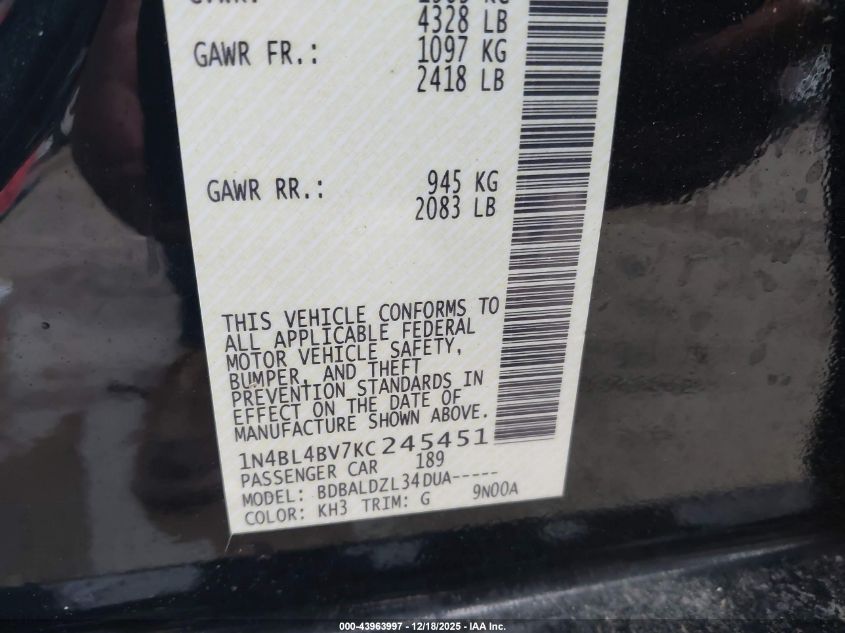 4328 LB
GAWR FR.: 1097 KG
2418 LB
GAWR RR.: 945 KG
2083 LB
THIS VEHICLE CONFORMS TO
ALL APPLICABLE FEDERAL
MOTOR VEHICLE SAFETY,
BUMPER, AND THEFT
PREVENTION STANDARDS IN
EFFECT ON THE DATE OF
MANUFACTURE SHOWN ABOVE.
1N4BL4BV7KC245451
PASSENGER CAR 189
MODEL: BDBALDZL34DUA-----
COLOR: KH3 TRIM: G 9N00A
000-43963997 - 12/18/2025 - IAA Inc.